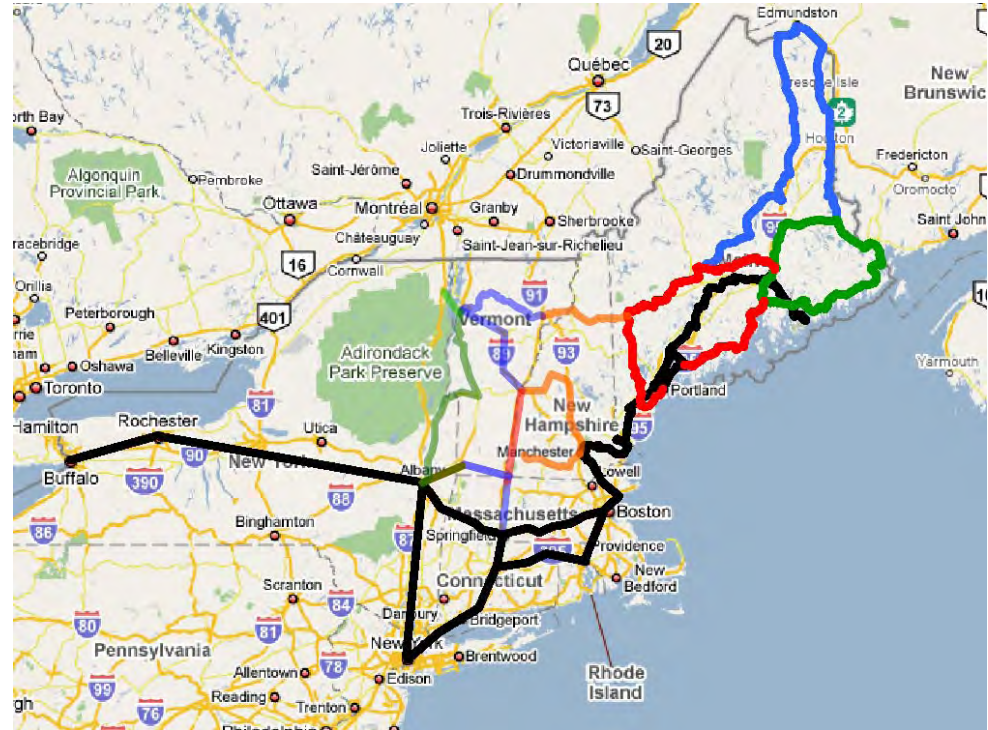 Edmundston
20
Québec
New
Brunswic
73
Trois-Rivières
Joliette
Victoriaville
Saint-Georges
orth Bay
Saint-Jérôme
Drummondville
2
Fredericton
Oromocto
Algonquin
Provincial Park
Pembroke
Ottawa
Montréal
Granby
Sherbrooke
Saint John
Châteauguay
Saint-Jean-sur-Richelieu
racebridge
16
Cornwall
Orillia
401
91
Vermont
Peterborough
Belleville
Kingston
Adirondack
Park Preserve
89
93
Oshawa
Toronto
Yarmouth
Portland
81
New
Hampshire
95
Hamilton
Rochester
Utica
Manchester
90
New York
Albany
Lowell
Buffalo
390
88
Massachusetts
Boston
86
Binghamton
Springfield
Providence
New
Bedford
Connecticut
Scranton
84
Danbury
Bridgeport
80
81
New York
Brentwood
Pennsylvania
78
Allentown
Edison
Rhode
Island
99
Reading
Trenton
gh
76
Philadelphia